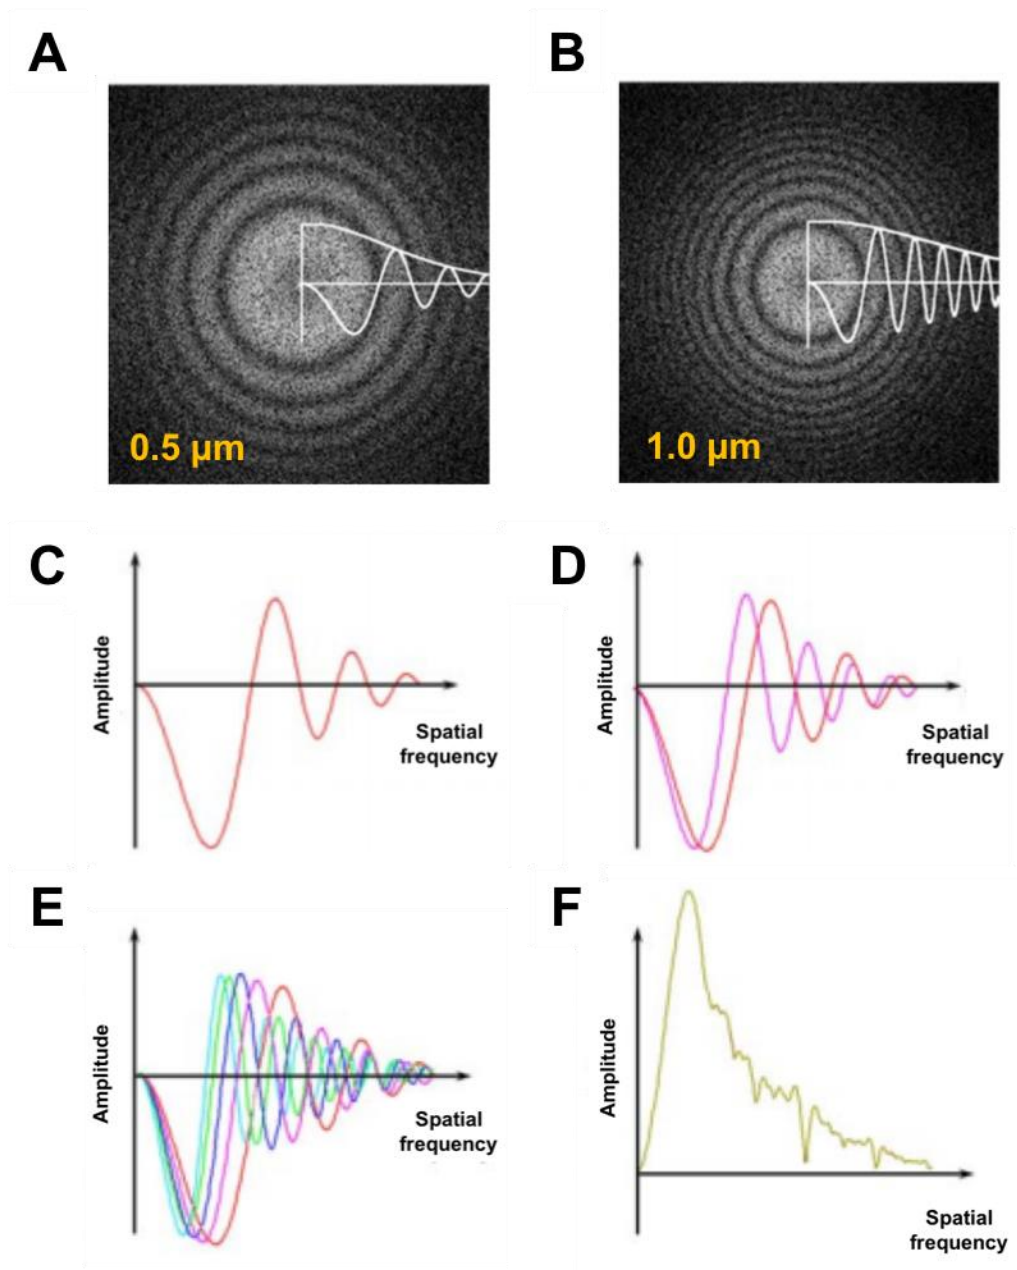 A
B
0.5 μm
1.0 μm
C
D
Amplitude
Spatial
frequency
Amplitude
Spatial
frequency
E
F
Amplitude
Spatial
frequency
Amplitude
Spatial
frequency